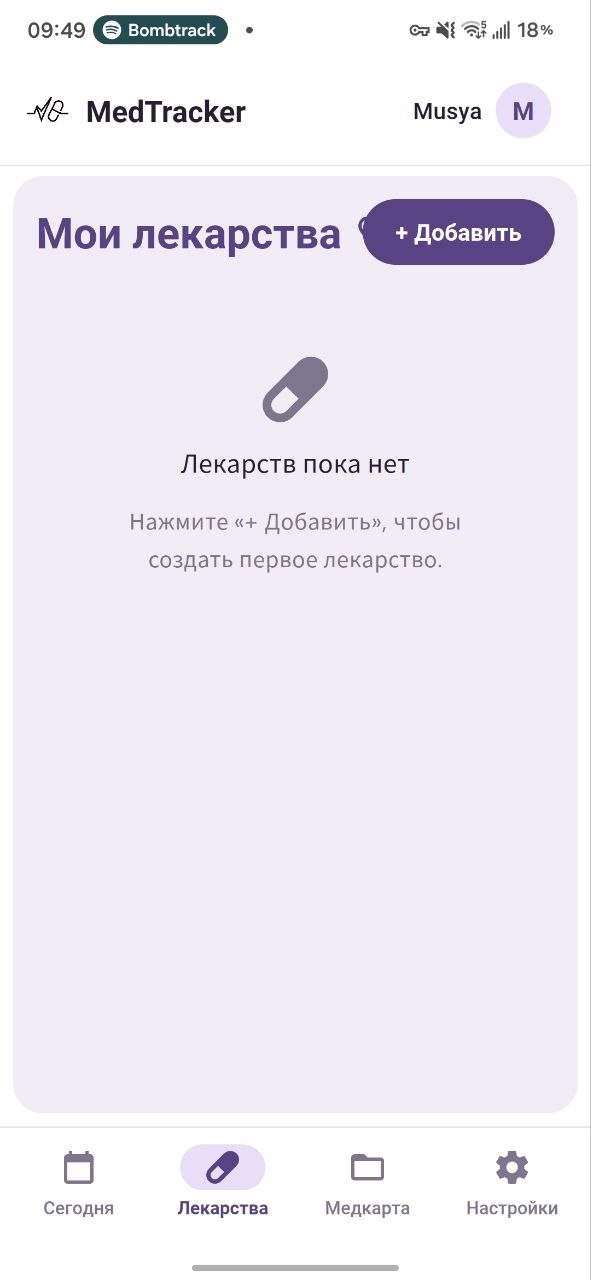 09:49 Bombtrack 5 18%
MedTracker Musya M
Мои лекарства + Добавить
Лекарств пока нет
Нажмите «+ Добавить», чтобы
создать первое лекарство.
Сегодня Лекарства Медкарта Настройки